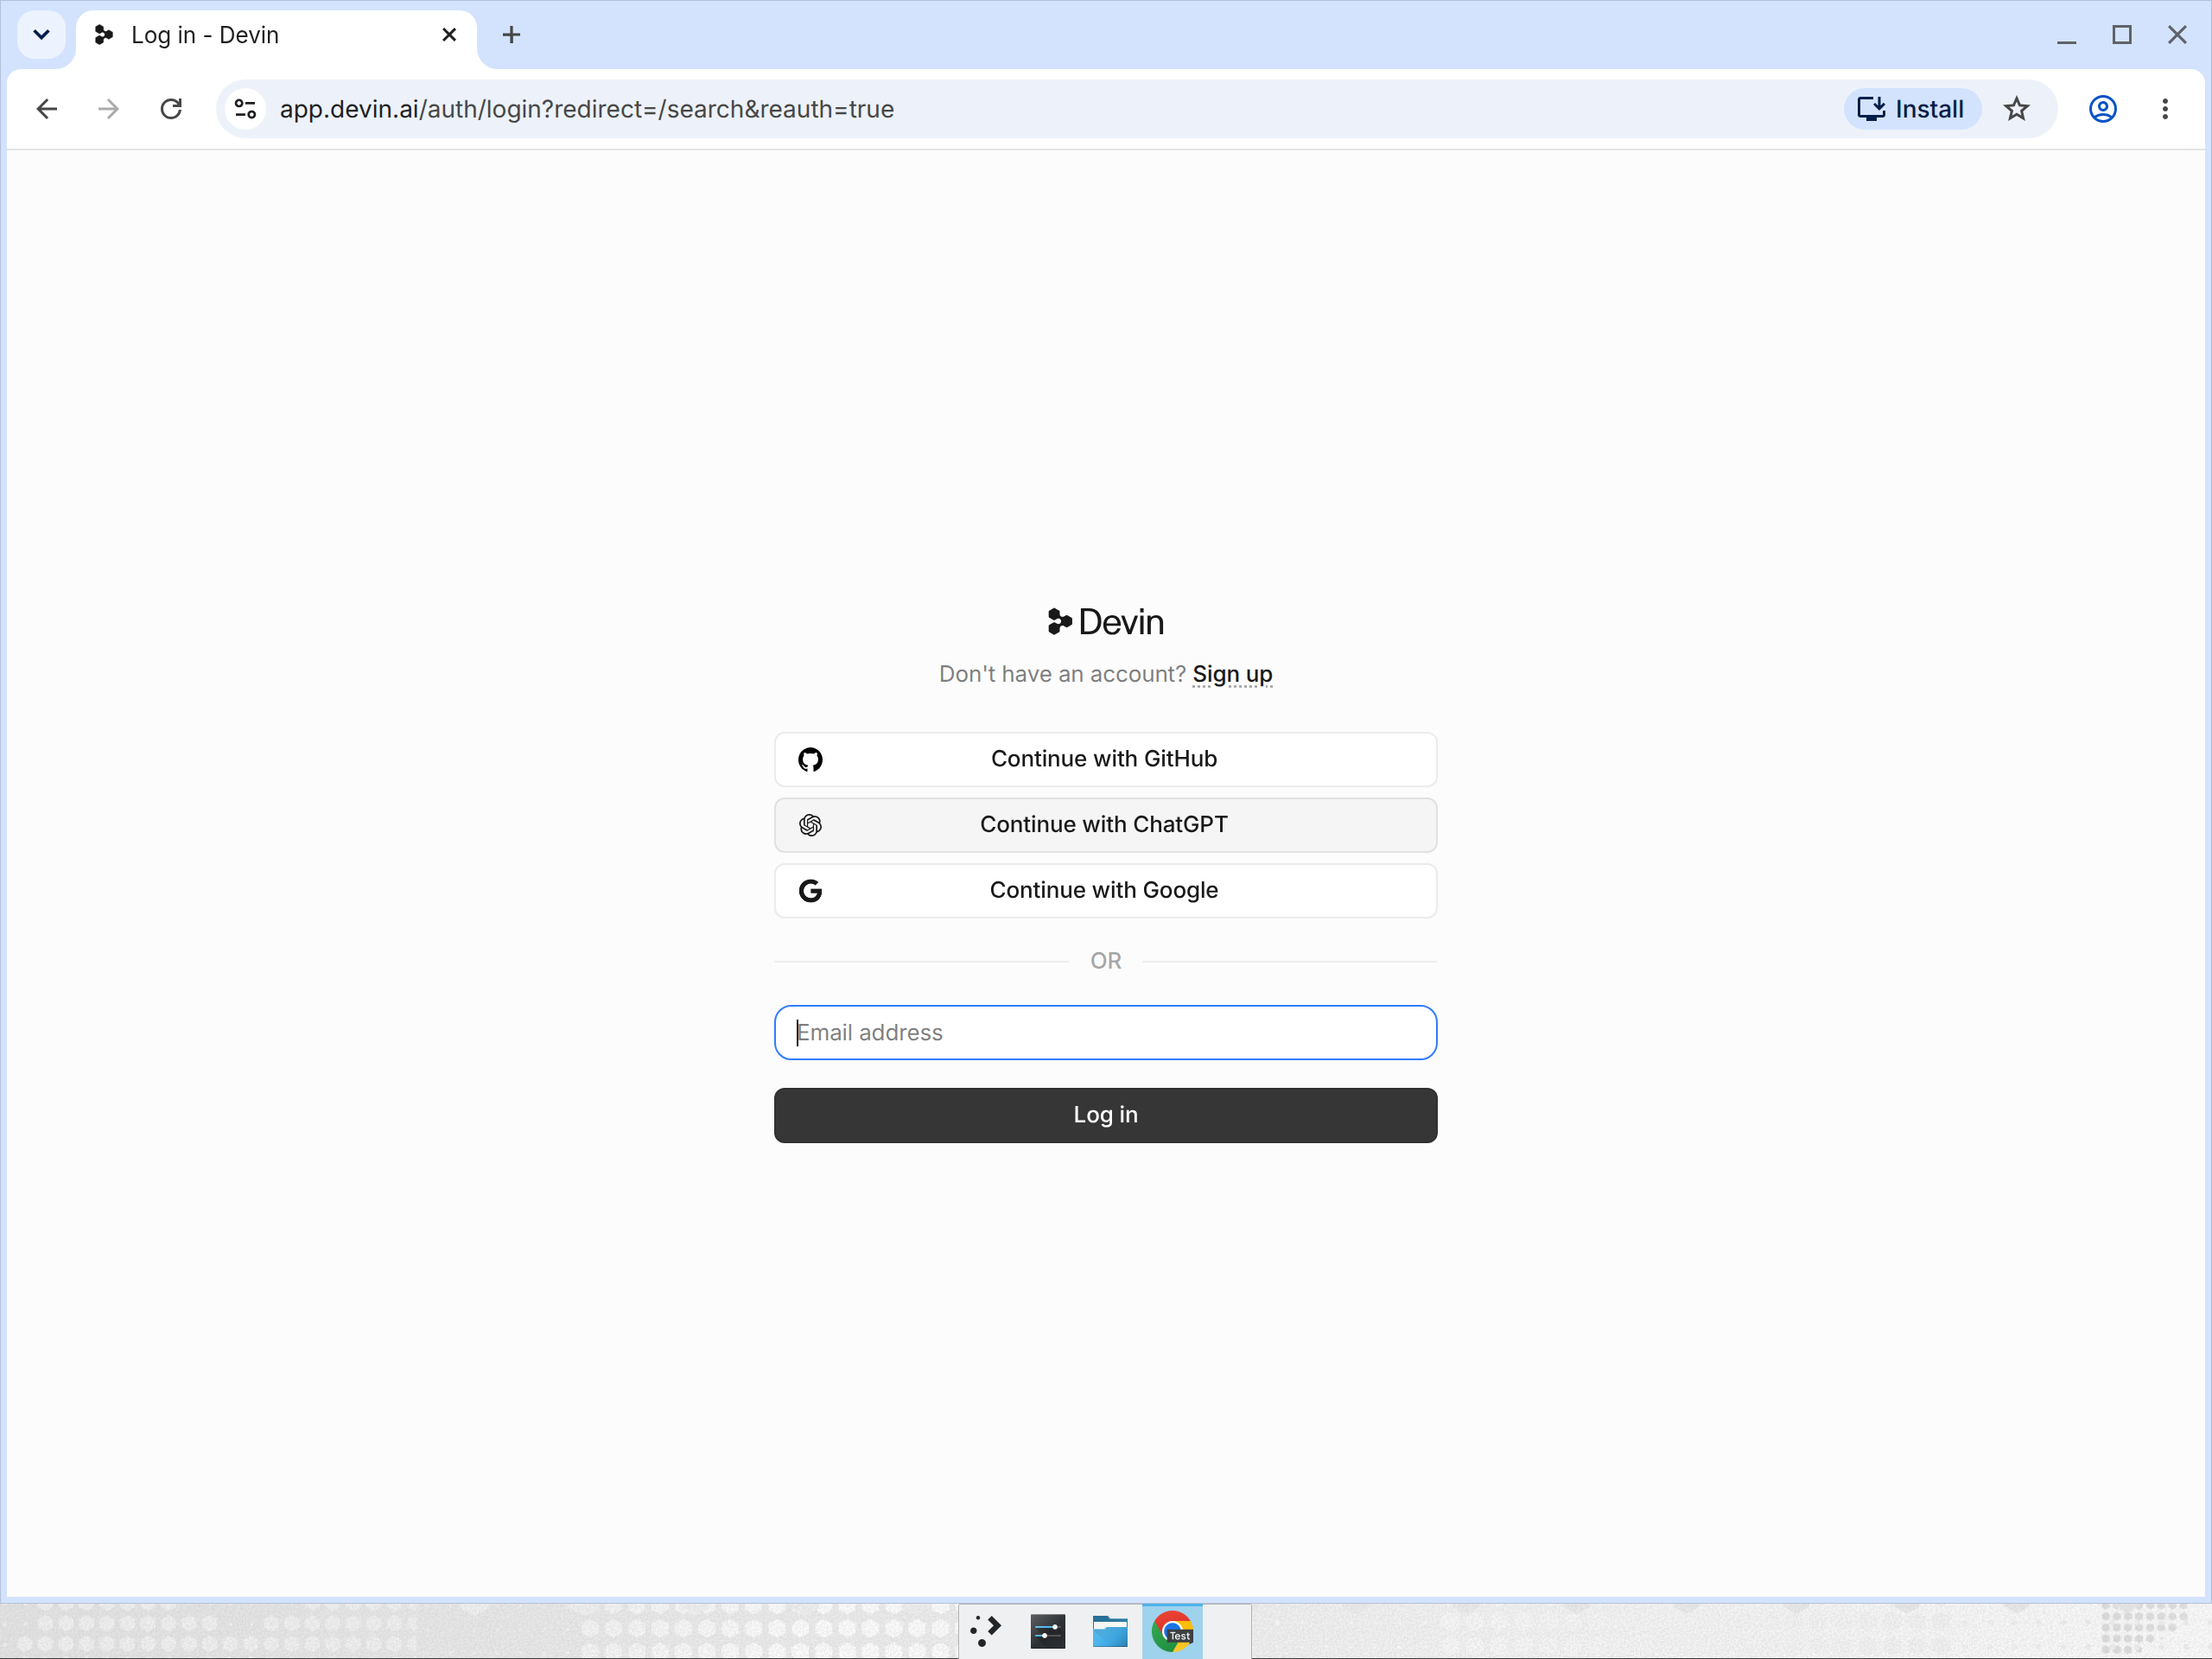 Log in - Devin
app.devin.ai/auth/login?redirect=/search&reauth=true
Install
Devin
Don't have an account? Sign up
Continue with GitHub
Continue with ChatGPT
Continue with Google
OR
Email address
Log in
Test